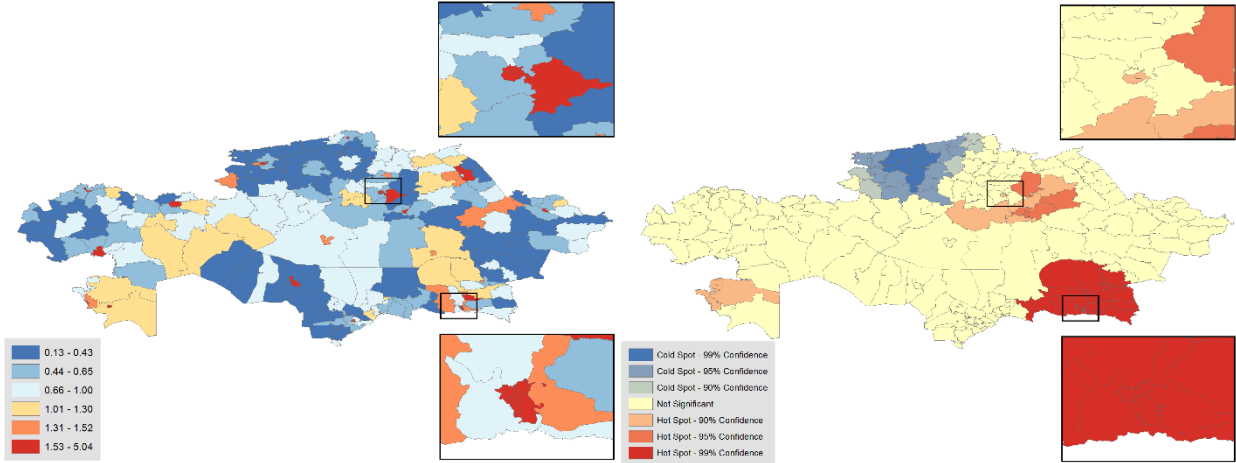 0.13 - 0.43
0.44 - 0.65
0.66 - 1.00
1.01 - 1.30
1.31 - 1.52
1.53 - 5.04
Cold Spot - 99% Confidence
Cold Spot - 95% Confidence
Cold Spot - 90% Confidence
Not Significant
Hot Spot - 90% Confidence
Hot Spot - 95% Confidence
Hot Spot - 99% Confidence